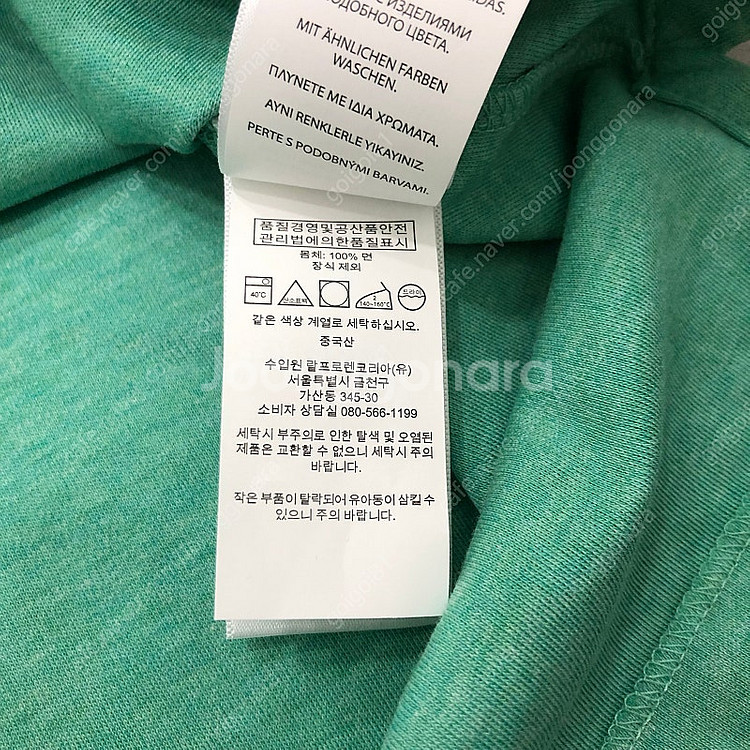 DAS.
ИЗДЕЛИЯМИ
ПОДОБНОГО ЦВЕТА.
MIT ÄHNLICHEN FARBEN
WASCHEN.
ΠΛΥΝΕΤΕ ΜΕ ΙΔΙΑ ΧΡΩΜΑΤΑ.
AYNI RENKLERLE YIKAYINIZ.
PERTE S PODOBNÝMI BARVAMI.
품질경영및공산품안전
관리법에의한품질표시
몸체: 100% 면
장식 제외
40℃ 산소표백 2 140~160℃ 드라이
같은 색상 계열로 세탁하십시오.
중국산
수입원 랄프로렌코리아(유)
서울특별시 금천구
가산동 345-30
소비자 상담실 080-566-1199
세탁시 부주의로 인한 탈색 및 오염된
제품은 교환할 수 없으니 세탁시 주의
바랍니다.
작은 부품이 탈락되어 유아동이 삼킬 수
있으니 주의 바랍니다.
Joonggonara
cafe.naver.com/joonggonara